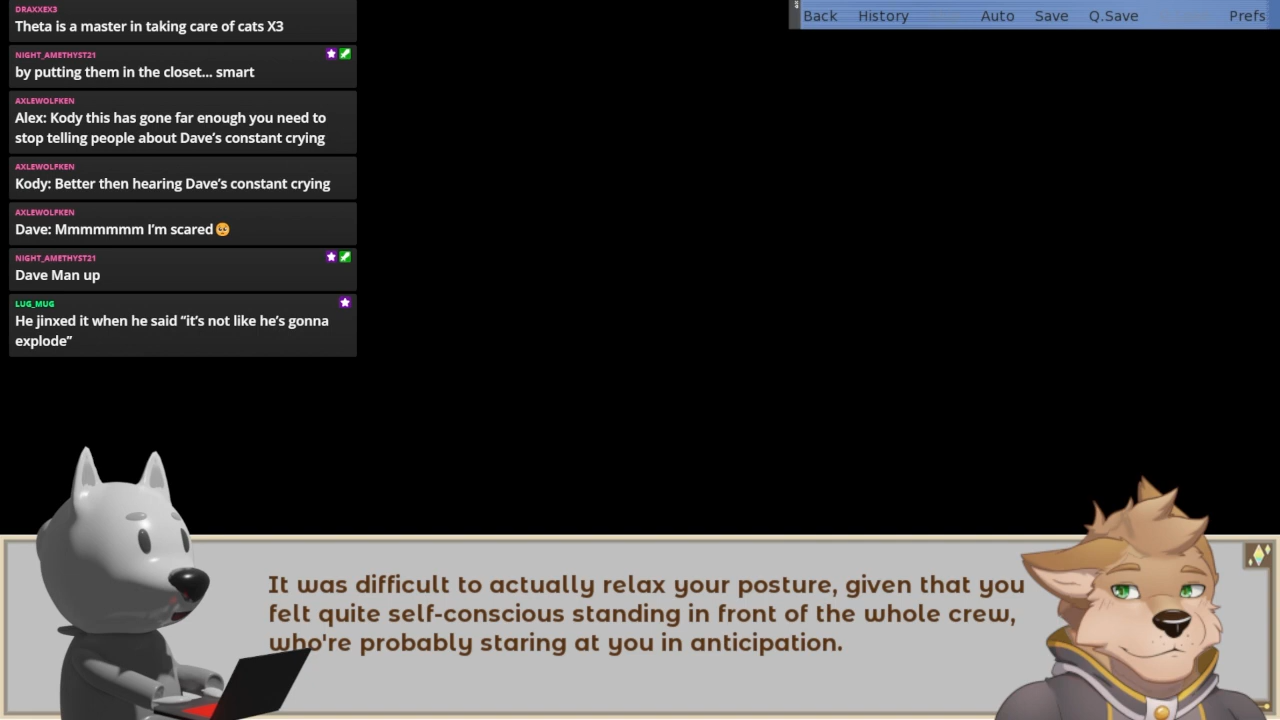 DRAXXEX3
Theta is a master in taking care of cats X3
NIGHT_AMETHYST21
by putting them in the closet... smart
AXLEWOLFKEN
Alex: Kody this has gone far enough you need to
stop telling people about Dave's constant crying
AXLEWOLFKEN
Kody: Better then hearing Dave's constant crying
AXLEWOLFKEN
Dave: Mmmmmmm I'm scared🥺
NIGHT_AMETHYST21
Dave Man up
LUG_MUG
He jinxed it when he said “it's not like he's gonna
explode”
Back History Auto Save Q.Save Prefs
It was difficult to actually relax your posture, given that you
felt quite self-conscious standing in front of the whole crew,
who're probably staring at you in anticipation.